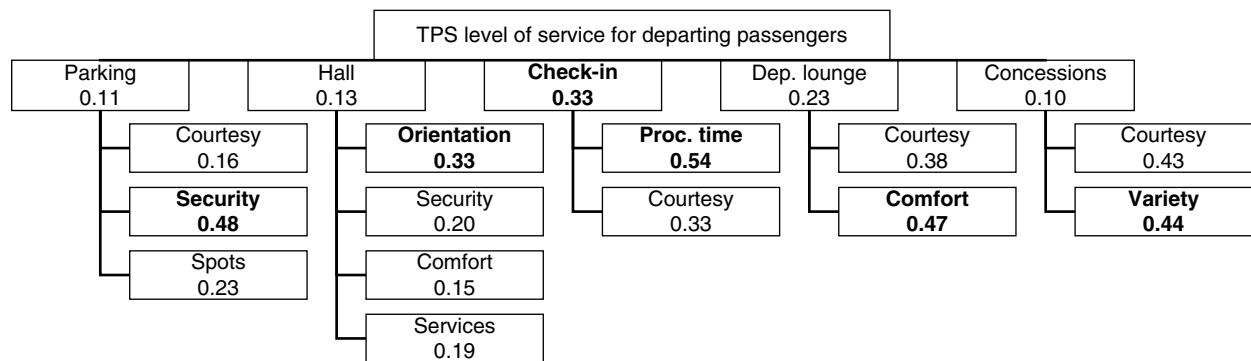 TPS level of service for departing passengers
Parking
0.11
Hall
0.13
Check-in
0.33
Dep. lounge
0.23
Concessions
0.10
Courtesy
0.16
Security
0.48
Spots
0.23
Orientation
0.33
Security
0.20
Comfort
0.15
Services
0.19
Proc. time
0.54
Courtesy
0.33
Courtesy
0.38
Comfort
0.47
Courtesy
0.43
Variety
0.44